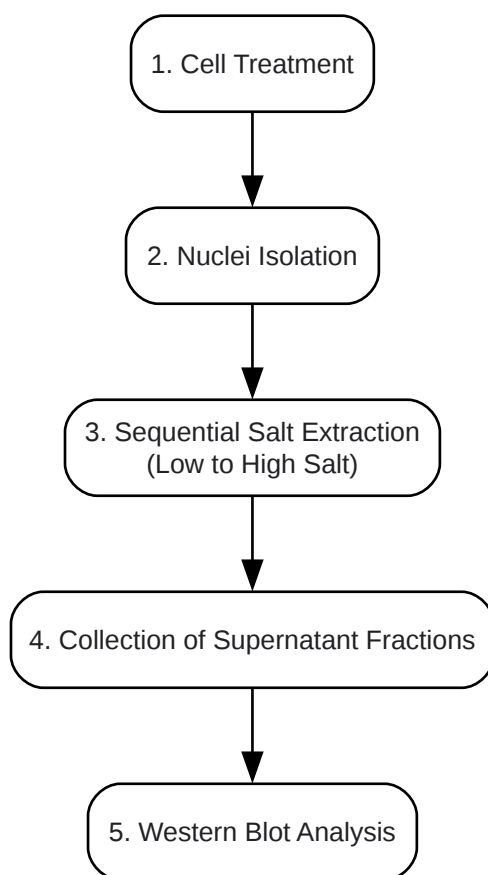 1. Cell Treatment
2. Nuclei Isolation
3. Sequential Salt Extraction
(Low to High Salt)
4. Collection of Supernatant Fractions
5. Western Blot Analysis